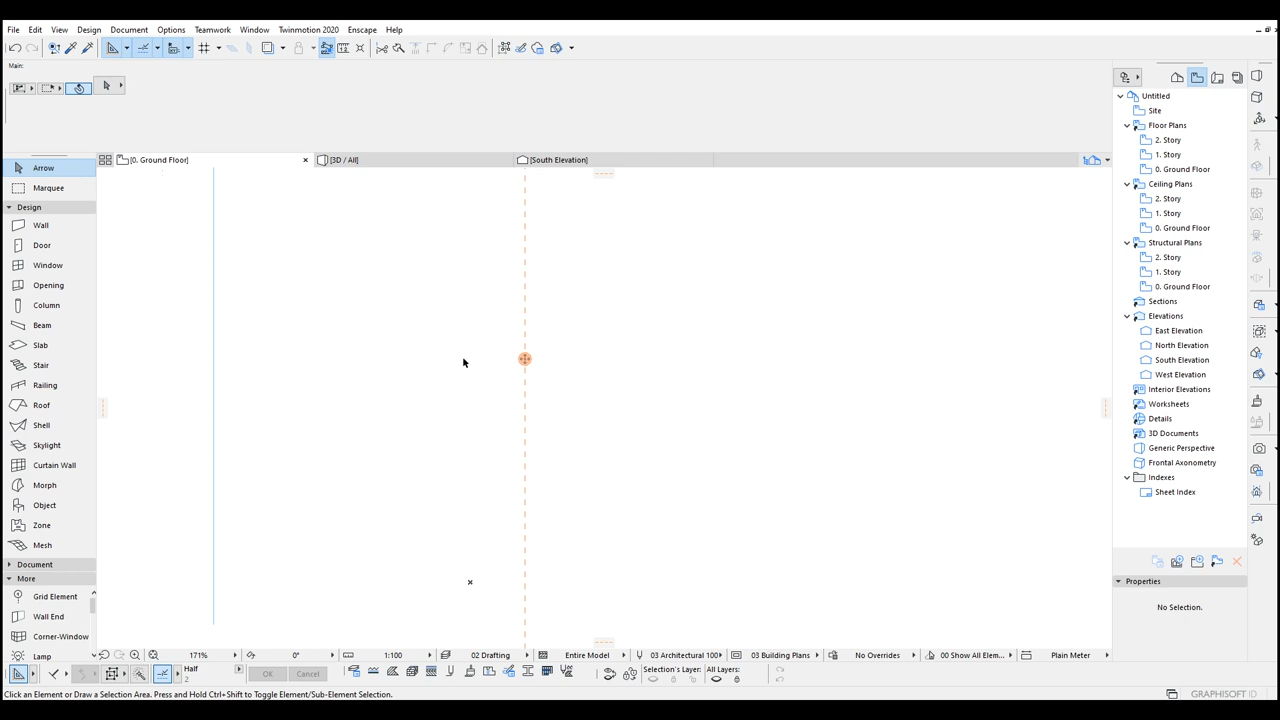 File Edit View Design Document Options Teamwork Window Twinmotion 2020 Enscape Help
Main:
[0. Ground Floor] [3D / All] [South Elevation]
Arrow
Marquee
Design
Wall
Door
Window
Opening
Column
Beam
Slab
Stair
Railing
Roof
Shell
Skylight
Curtain Wall
Morph
Object
Zone
Mesh
Document
More
Grid Element
Wall End
Corner-Window
Lamp
Untitled
Site
Floor Plans
2. Story
1. Story
0. Ground Floor
Ceiling Plans
2. Story
1. Story
0. Ground Floor
Structural Plans
2. Story
1. Story
0. Ground Floor
Sections
Elevations
East Elevation
North Elevation
South Elevation
West Elevation
Interior Elevations
Worksheets
Details
3D Documents
Generic Perspective
Frontal Axonometry
Indexes
Sheet Index
Properties
No Selection.
171% 0° 1:100 02 Drafting Entire Model 03 Architectural 100 03 Building Plans No Overrides 00 Show All Elem... Plain Meter
Half
2
OK Cancel
Selection's Layer: All Layers:
Click an Element or Draw a Selection Area. Press and Hold Ctrl+Shift to Toggle Element/Sub-Element Selection.
GRAPHISOFT ID